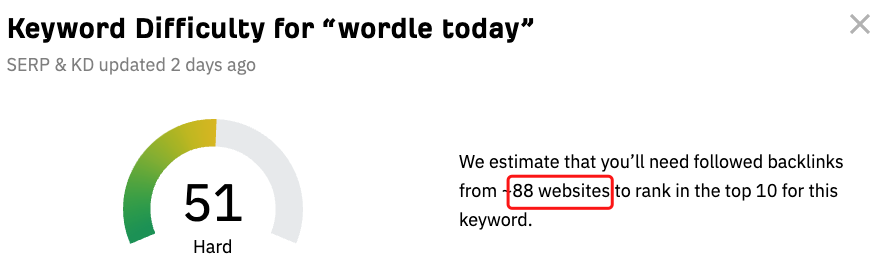 Keyword Difficulty for “wordle today”
SERP & KD updated 2 days ago
51
Hard
We estimate that you’ll need followed backlinks
from ~88 websites to rank in the top 10 for this
keyword.